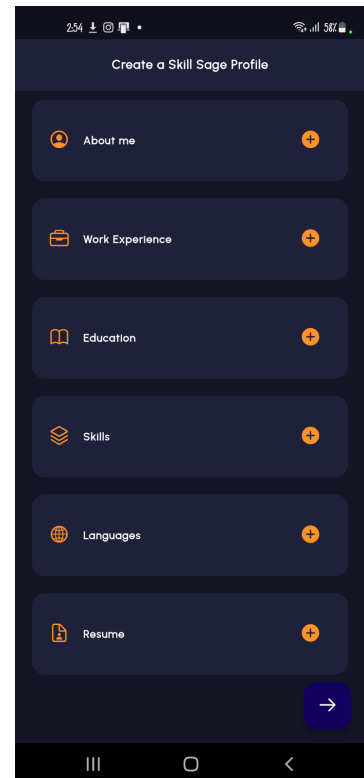 2:54
58%
Create a Skill Sage Profile
About me
Work Experience
Education
Skills
Languages
Resume